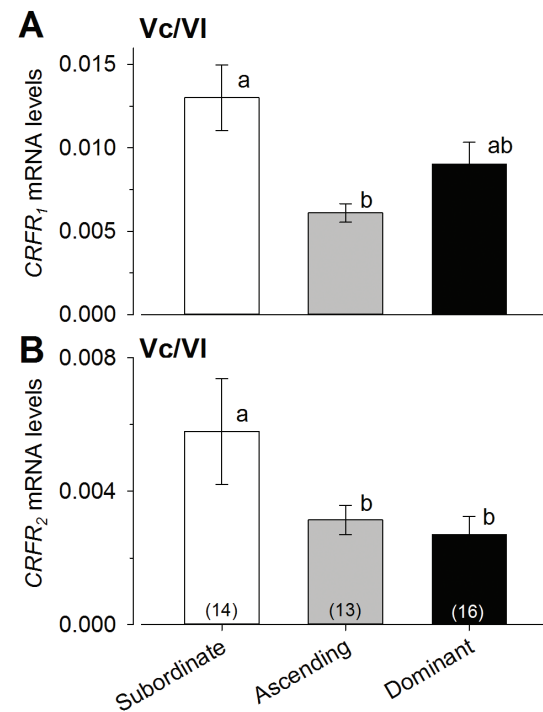 A
Vc/Vl
CRFR1 mRNA levels
0.015
0.010
0.005
0.000
a
b
ab
B
Vc/Vl
CRFR2 mRNA levels
0.008
0.004
0.000
a
b
b
(14)
(13)
(16)
Subordinate
Ascending
Dominant